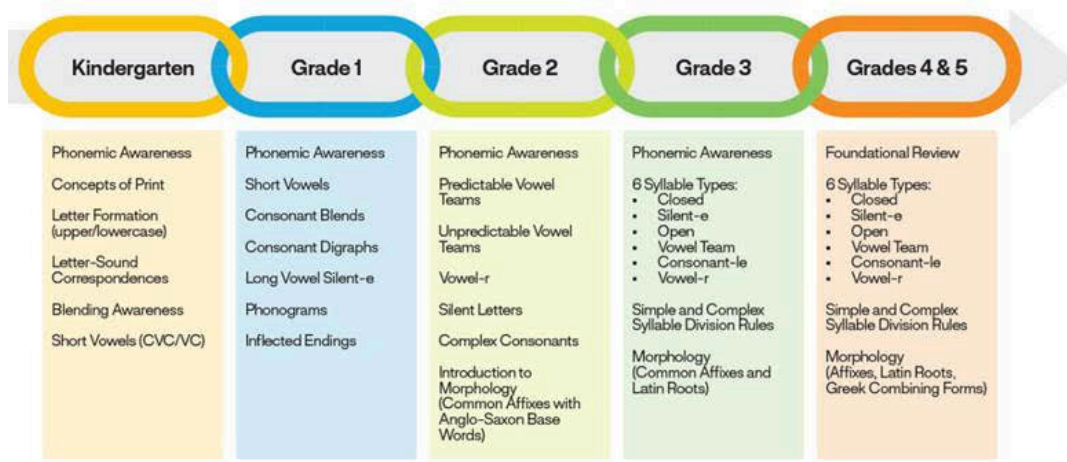 Kindergarten
Grade 1
Grade 2
Grade 3
Grades 4 & 5
Phonemic Awareness
Concepts of Print
Letter Formation
(upper/lowercase)
Letter-Sound
Correspondences
Blending Awareness
Short Vowels (CVC/VC)
Phonemic Awareness
Short Vowels
Consonant Blends
Consonant Digraphs
Long Vowel Silent-e
Phonograms
Inflected Endings
Phonemic Awareness
Predictable Vowel
Teams
Unpredictable Vowel
Teams
Vowel-r
Silent Letters
Complex Consonants
Introduction to
Morphology
(Common Affixes with
Anglo-Saxon Base
Words)
Phonemic Awareness
6 Syllable Types:
• Closed
• Silent-e
• Open
• Vowel Team
• Consonant-le
• Vowel-r
Simple and Complex
Syllable Division Rules
Morphology
(Common Affixes and
Latin Roots)
Foundational Review
6 Syllable Types:
• Closed
• Silent-e
• Open
• Vowel Team
• Consonant-le
• Vowel-r
Simple and Complex
Syllable Division Rules
Morphology
(Affixes, Latin Roots,
Greek Combining Forms)